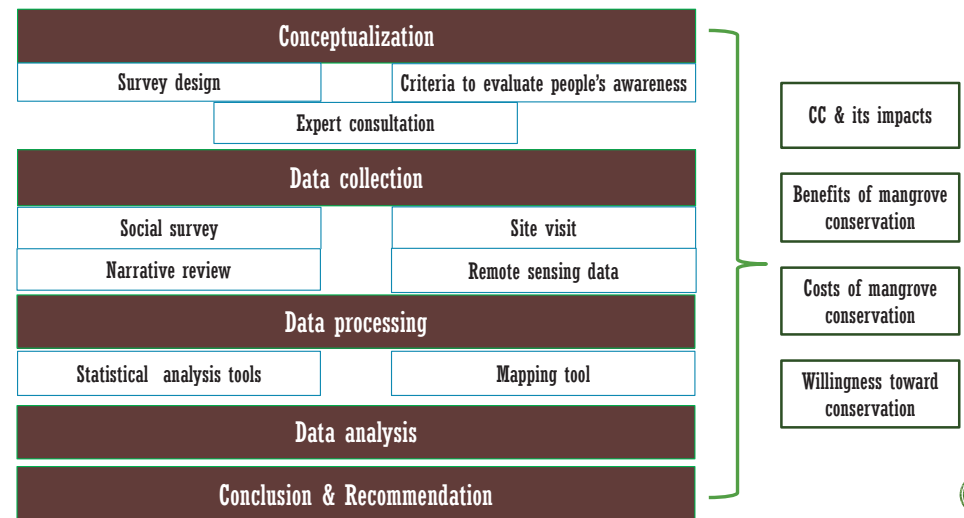 Conceptualization
Survey design
Criteria to evaluate people's awareness
Expert consultation
Data collection
Social survey
Site visit
Narrative review
Remote sensing data
Data processing
Statistical analysis tools
Mapping tool
Data analysis
Conclusion & Recommendation
CC & its impacts
Benefits of mangrove
conservation
Costs of mangrove
conservation
Willingness toward
conservation